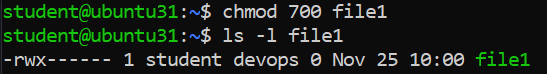 student@ubuntu31:~$ chmod 700 file1
student@ubuntu31:~$ ls -l file1
-rwx------ 1 student devops 0 Nov 25 10:00 file1